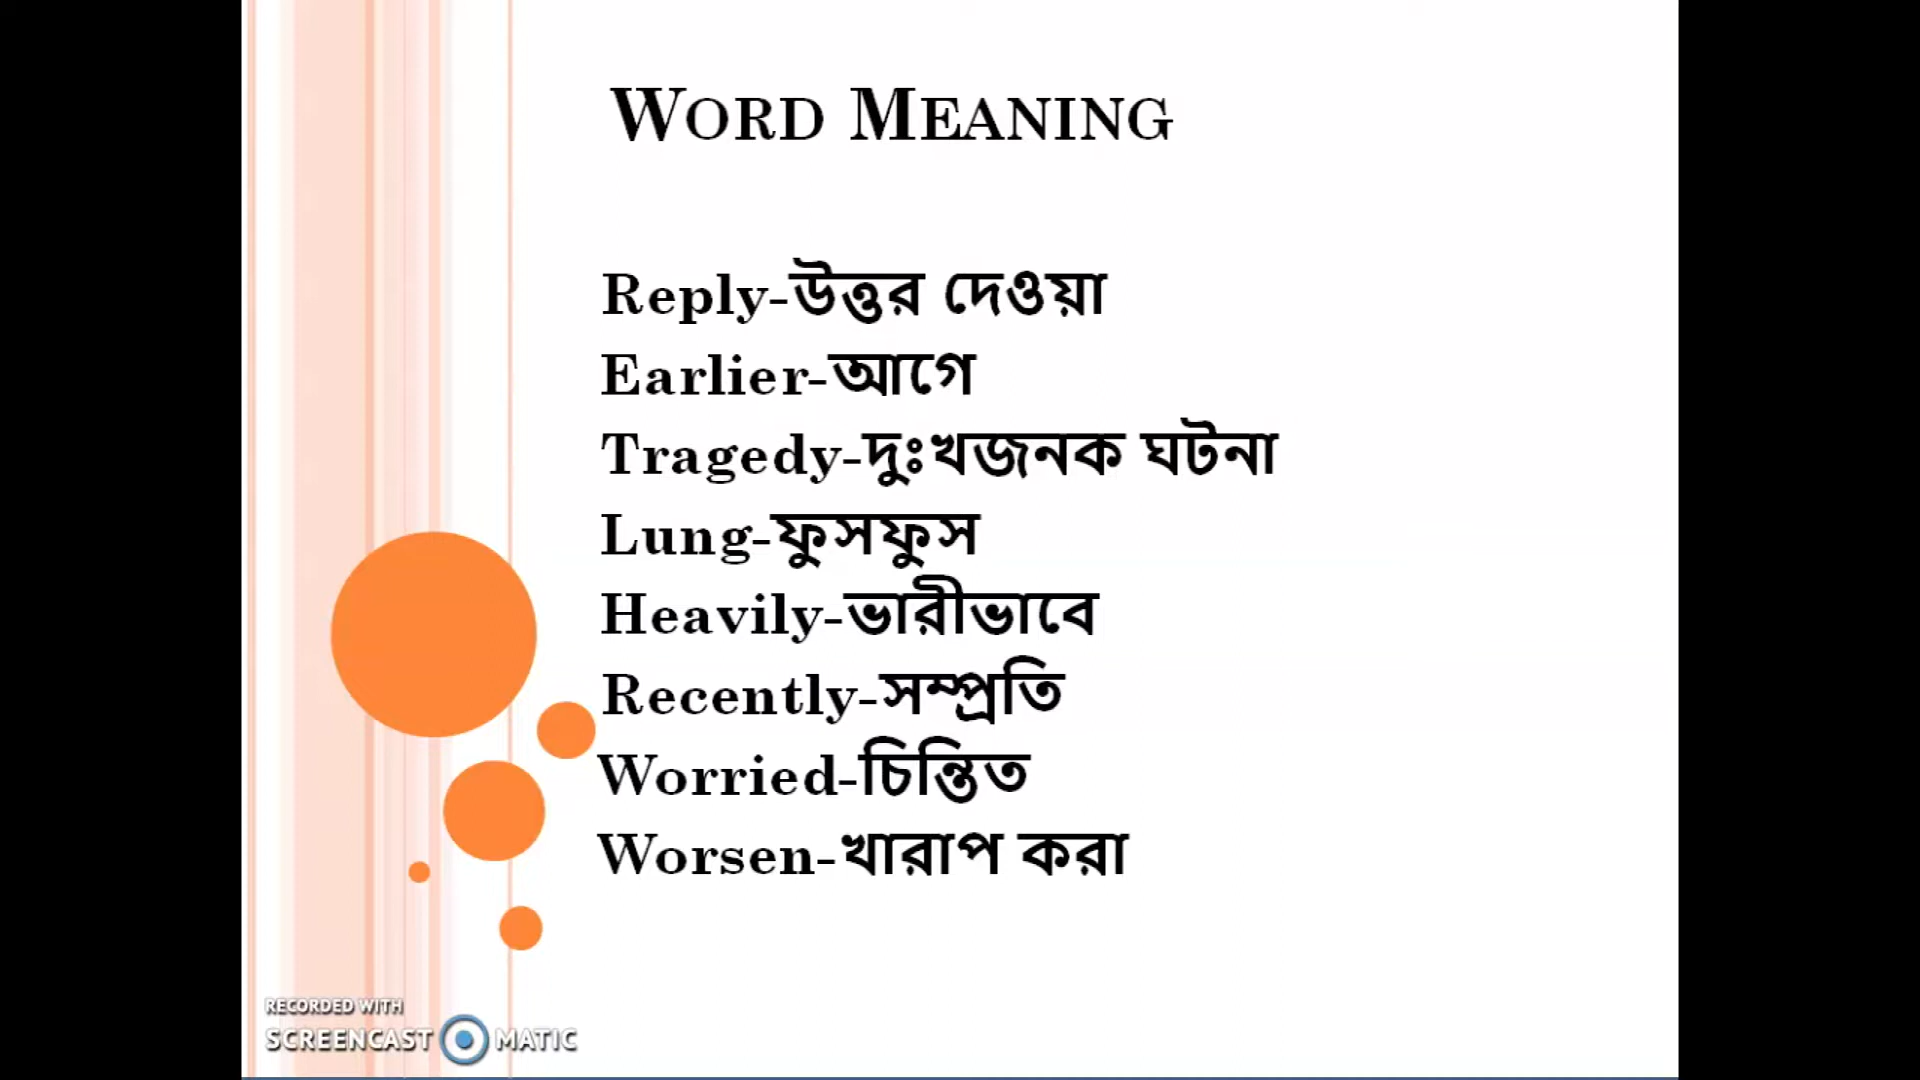 Word Meaning
Reply-উত্তর দেওয়া
Earlier-আগে
Tragedy-দুঃখজনক ঘটনা
Lung-ফুসফুস
Heavily-ভারীভাবে
Recently-সম্প্রতি
Worried-চিন্তিত
Worsen-খারাপ করা
RECORDED WITH
SCREENCAST MATIC